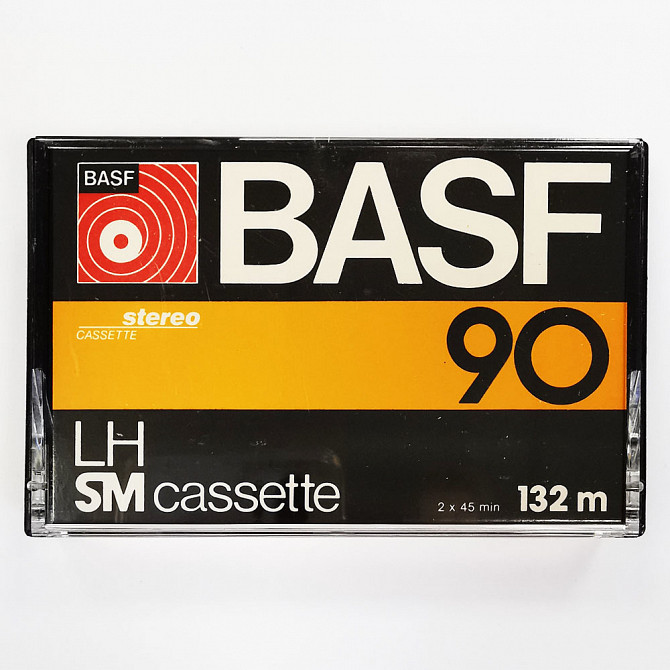 BASF
BASF
stereo
CASSETTE
90
LH
SM cassette
2 x 45 min 132 m